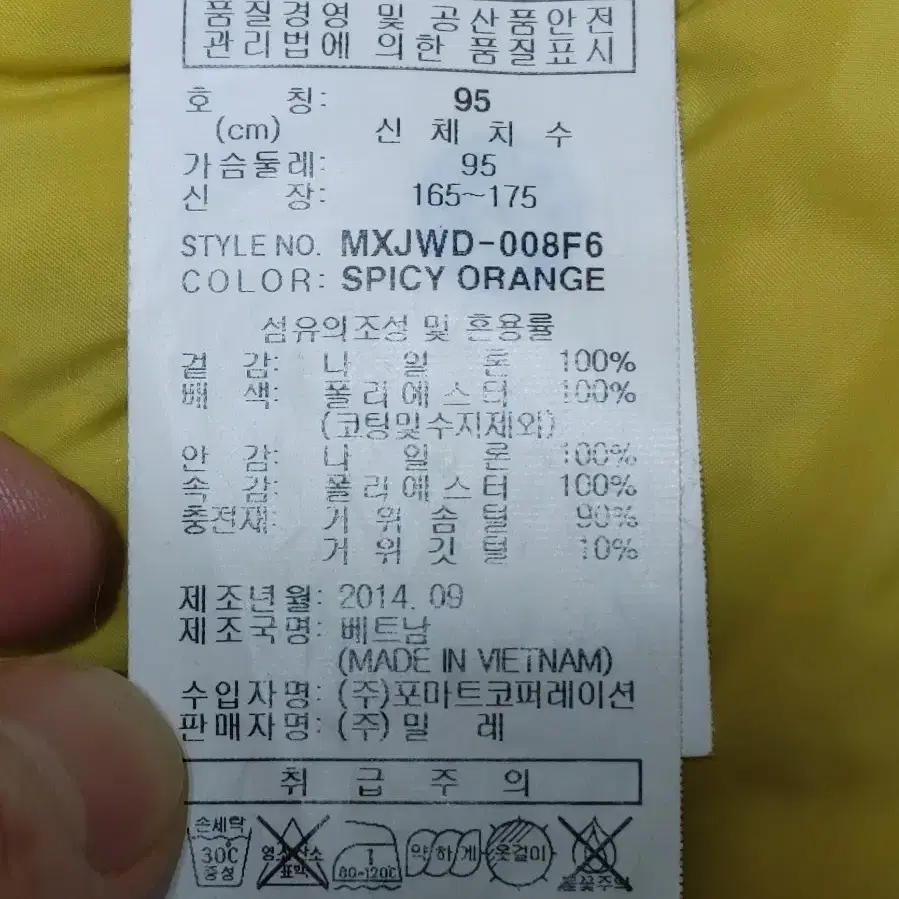 품질경영 및 공산품안전
관리법에 의한 품질표시
호 칭: 95
(cm) 신 체 치 수
가슴둘레: 95
신 장: 165~175
STYLE NO. MXJWD-008F6
COLOR: SPICY ORANGE
섬유의조성 및 혼용률
겉 감: 나 일 론 100%
배 색: 폴리에스터 100%
(코팅및수지제외)
안 감: 나 일 론 100%
속 감: 폴리에스터 100%
충전재: 거 위 솜 털 90%
거 위 깃 털 10%
제조년월: 2014. 09
제조국명: 베트남
(MADE IN VIETNAM)
수입자명: (주)포마트코퍼레이션
판매자명: (주) 밀 레
취 급 주 의
손세탁
30℃
중성
표백
1
80-120℃
약하게
옷걸이